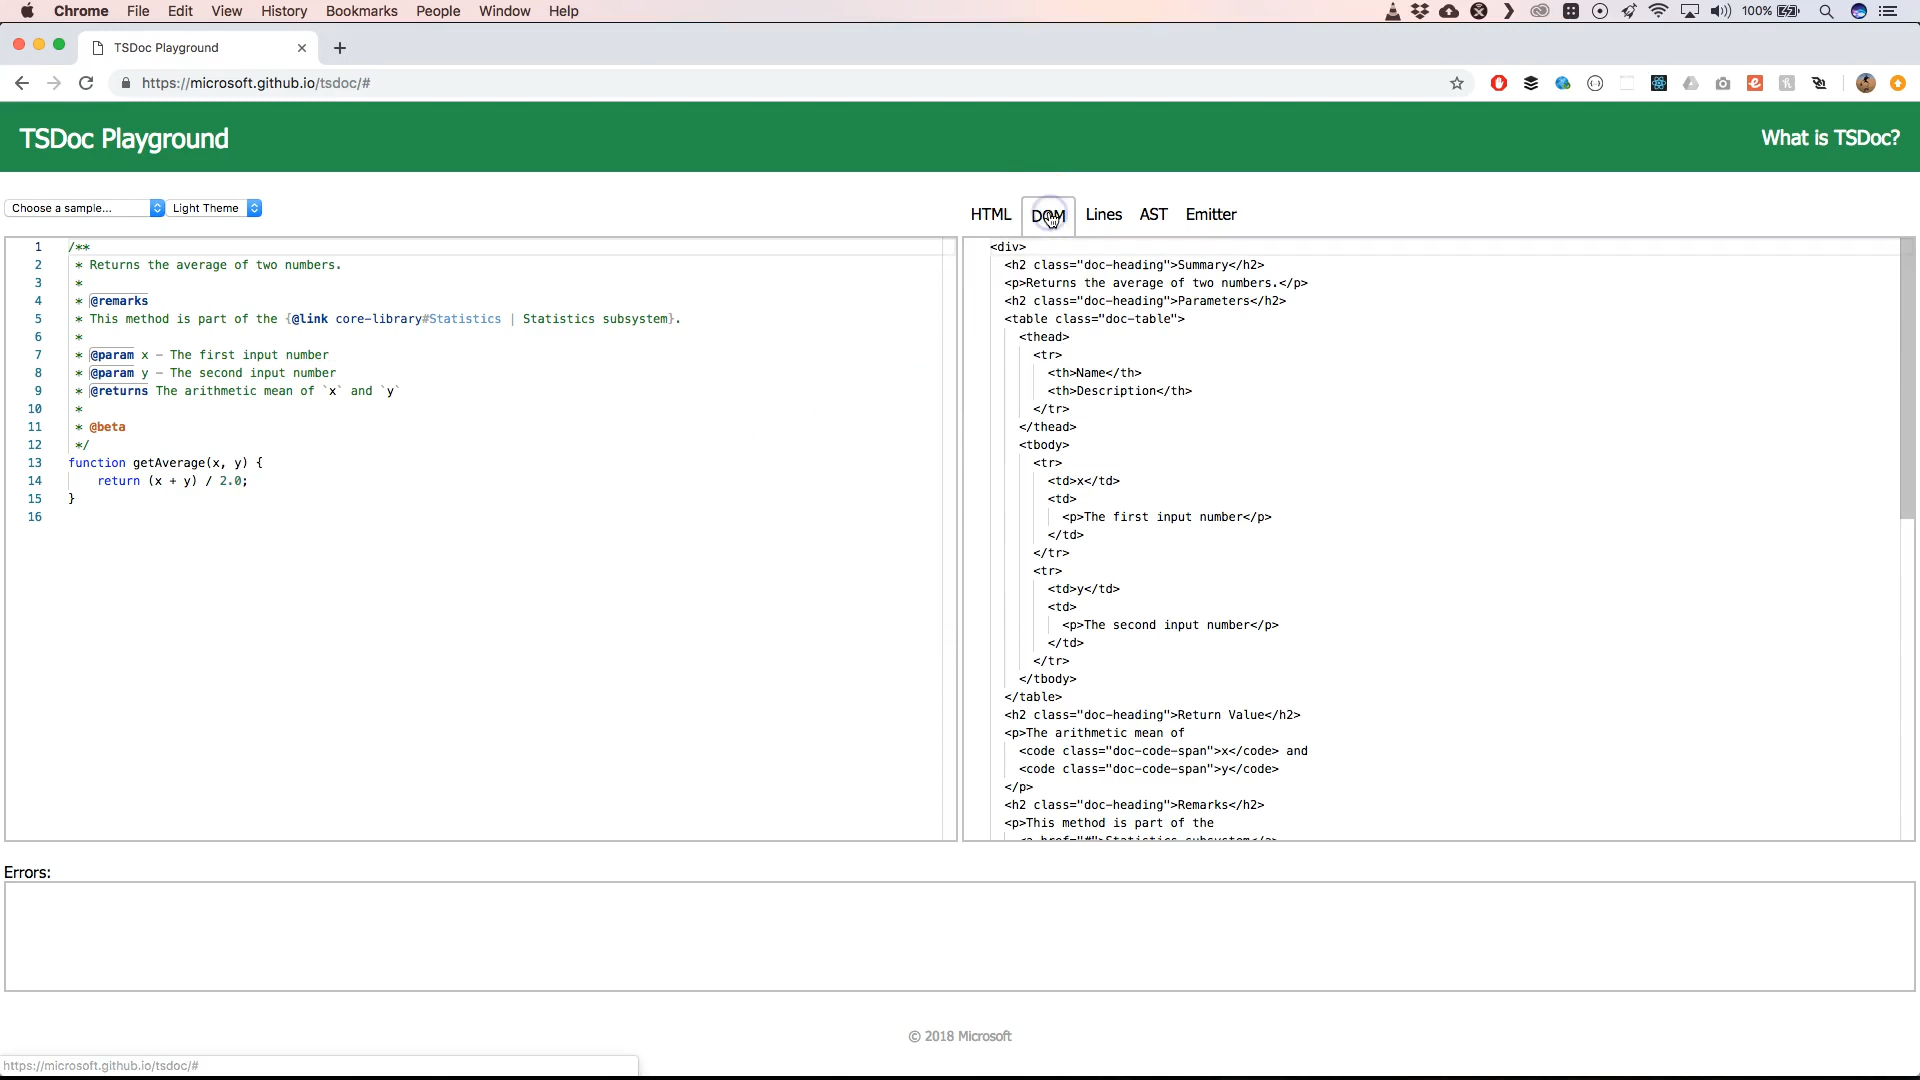 Chrome File Edit View History Bookmarks People Window Help 100%
TSDoc Playground
https://microsoft.github.io/tsdoc/#
TSDoc Playground What is TSDoc?
Choose a sample... Light Theme
HTML DOM Lines AST Emitter
1 /**
2 * Returns the average of two numbers.
3 *
4 * @remarks
5 * This method is part of the {@link core-library#Statistics | Statistics subsystem}.
6 *
7 * @param x - The first input number
8 * @param y - The second input number
9 * @returns The arithmetic mean of `x` and `y`
10 *
11 * @beta
12 */
13 function getAverage(x, y) {
14 return (x + y) / 2.0;
15 }
16
<div>
<h2 class="doc-heading">Summary</h2>
<p>Returns the average of two numbers.</p>
<h2 class="doc-heading">Parameters</h2>
<table class="doc-table">
<thead>
<tr>
<th>Name</th>
<th>Description</th>
</tr>
</thead>
<tbody>
<tr>
<td>x</td>
<td>
<p>The first input number</p>
</td>
</tr>
<tr>
<td>y</td>
<td>
<p>The second input number</p>
</td>
</tr>
</tbody>
</table>
<h2 class="doc-heading">Return Value</h2>
<p>The arithmetic mean of
<code class="doc-code-span">x</code> and
<code class="doc-code-span">y</code>
</p>
<h2 class="doc-heading">Remarks</h2>
<p>This method is part of the
<a href="#">Statistics subsystem</a>
Errors:
© 2018 Microsoft
https://microsoft.github.io/tsdoc/#